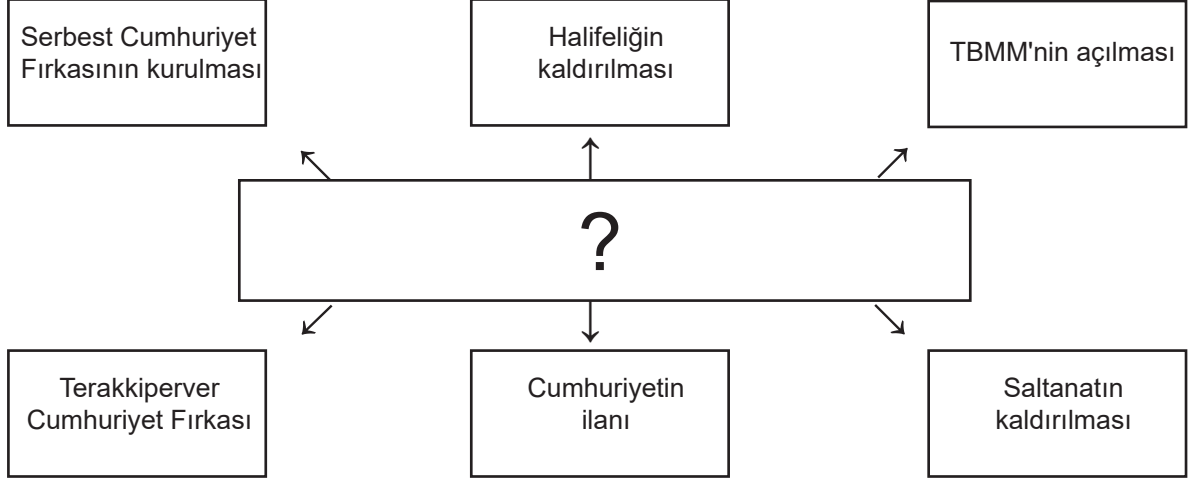 Serbest Cumhuriyet
Fırkasının kurulması
Halifeliğin
kaldırılması
TBMM'nin açılması
?
Terakkiperver
Cumhuriyet Fırkası
Cumhuriyetin
ilanı
Saltanatın
kaldırılması